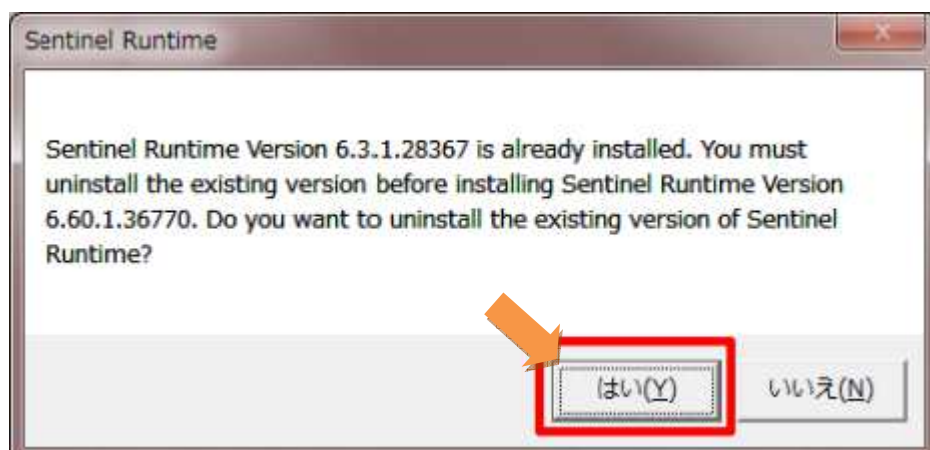 Sentinel Runtime
Sentinel Runtime Version 6.3.1.28367 is already installed. You must
uninstall the existing version before installing Sentinel Runtime Version
6.60.1.36770. Do you want to uninstall the existing version of Sentinel
Runtime?
はい(Y) いいえ(N)